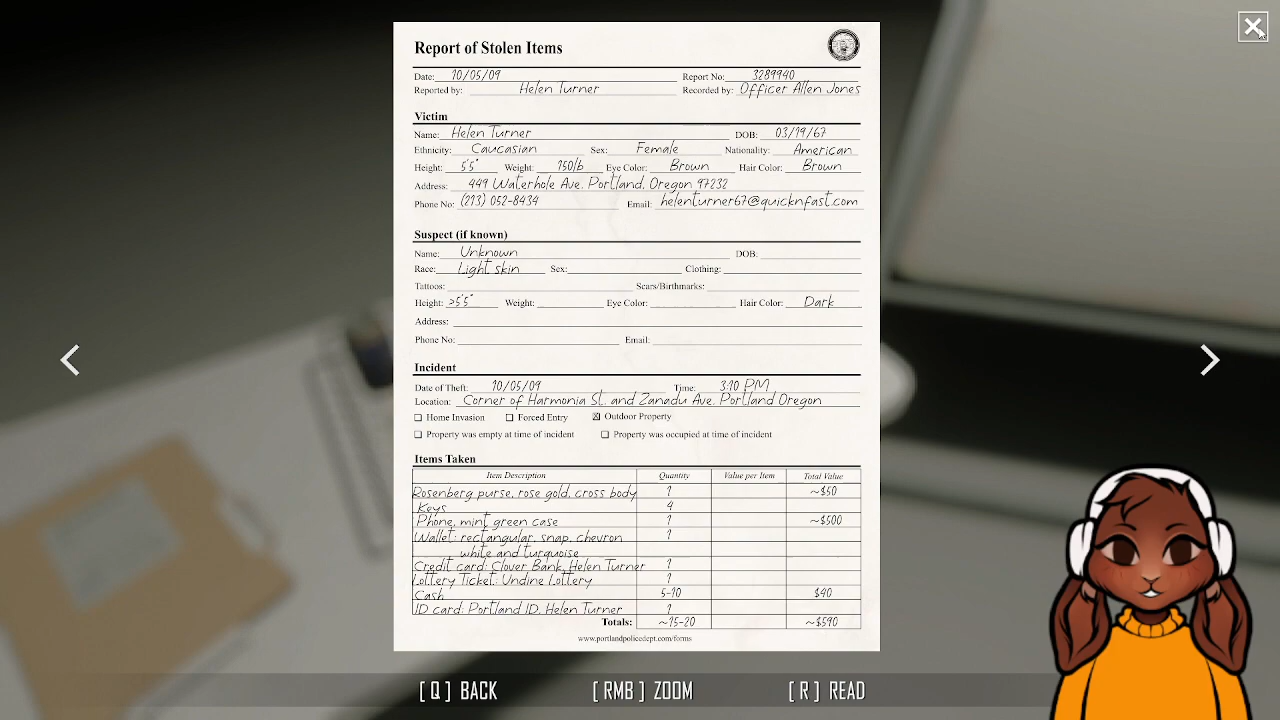 Report of Stolen Items
Date: 10/05/09 Report No: 3289940
Reported by: Helen Turner Recorded by: Officer Allen Jones
Victim
Name: Helen Turner DOB: 03/19/67
Ethnicity: Caucasian Sex: Female Nationality: American
Height: 5'5" Weight: 150lb Eye Color: Brown Hair Color: Brown
Address: 449 Waterhole Ave. Portland, Oregon 97232
Phone No: (213) 052-8434 Email: helenturner67@quicknfast.com
Suspect (if known)
Name: Unknown DOB:
Race: Light skin Sex: Clothing:
Tattoos: Scars/Birthmarks:
Height: >5'5" Weight: Eye Color: Hair Color: Dark
Address:
Phone No: Email:
Incident
Date of Theft: 10/05/09 Time: 3:10 PM
Location: Corner of Harmonia St. and Zanadu Ave. Portland Oregon
☐ Home Invasion ☐ Forced Entry ☒ Outdoor Property
☐ Property was empty at time of incident ☐ Property was occupied at time of incident
Items Taken
Item Description Quantity Value per Item Total Value
Rosenberg purse, rose gold, cross body 1 ~$50
Keys 4
Phone, mint green case 1 ~$500
Wallet: rectangular, snap, chevron 1
white and turquoise
Credit card: Clover Bank, Helen Turner 1
Lottery Ticket: Undine Lottery 1
Cash 5-10 $40
ID card: Portland ID, Helen Turner 1
Totals: ~15-20 ~$590
www.portlandpolicedept.com/forms
[ Q ] BACK [ RMB ] ZOOM [ R ] READ